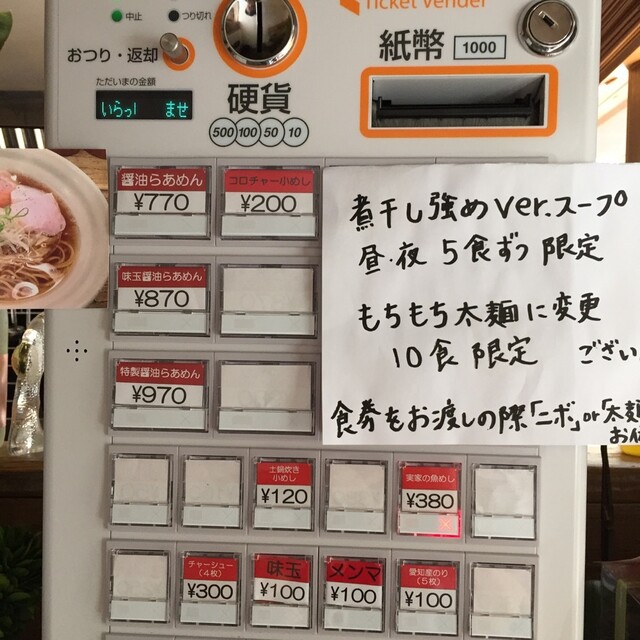 Ticket Vender
中止
つり切れ
おつり・返却
ただいまの金額
いらっ ませ
硬貨
500 100 50 10
紙幣 1000
醤油らあめん
¥770
コロチャー小めし
¥200
味玉醤油らあめん
¥870
特製醤油らあめん
¥970
煮干し強めver.スープ
昼・夜 5食ずつ限定
もちもち太麺に変更
10食限定 ござい
食券をお渡しの際「ニボ」or「太麺
土鍋炊き
小めし
¥120
実家の魚めし
¥380
チャーシュー
(4枚)
¥300
味玉
¥100
メンマ
¥100
愛知産のり
(5枚)
¥100